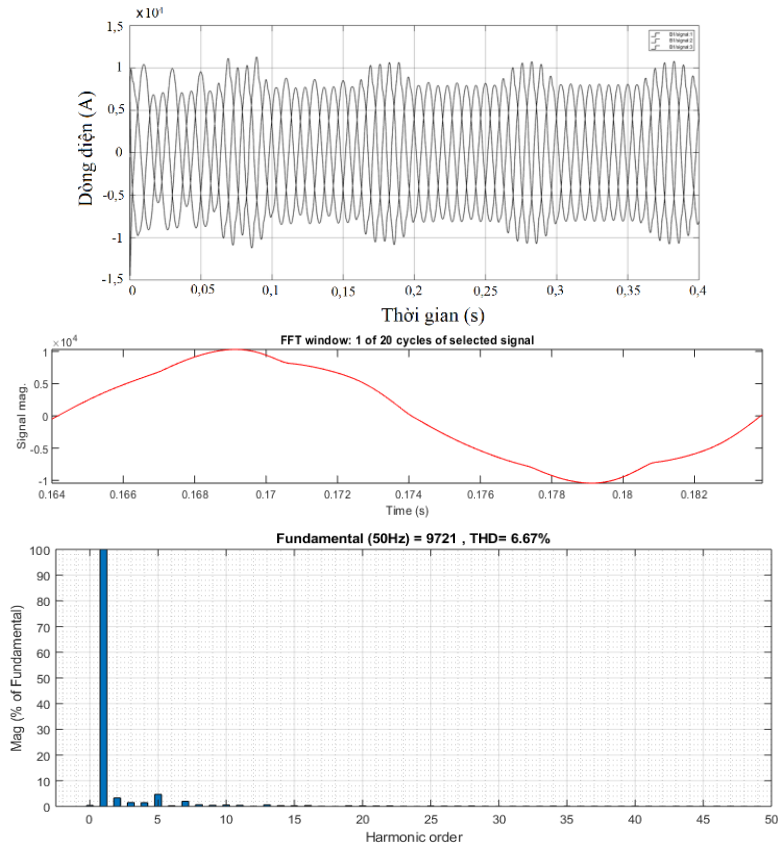 x10⁴
1,5
1
0,5
0
-0,5
-1
-1,5
Dòng điện (A)
0 0,05 0,1 0,15 0,2 0,25 0,3 0,35 0,4
Thời gian (s)
FFT window: 1 of 20 cycles of selected signal
×10⁴
1
0.5
0
-0.5
-1
Signal mag.
0.164 0.166 0.168 0.17 0.172 0.174 0.176 0.178 0.18 0.182
Time (s)
Fundamental (50Hz) = 9721 , THD= 6.67%
100
90
80
70
60
50
40
30
20
10
0
Mag (% of Fundamental)
0 5 10 15 20 25 30 35 40 45 50
Harmonic order